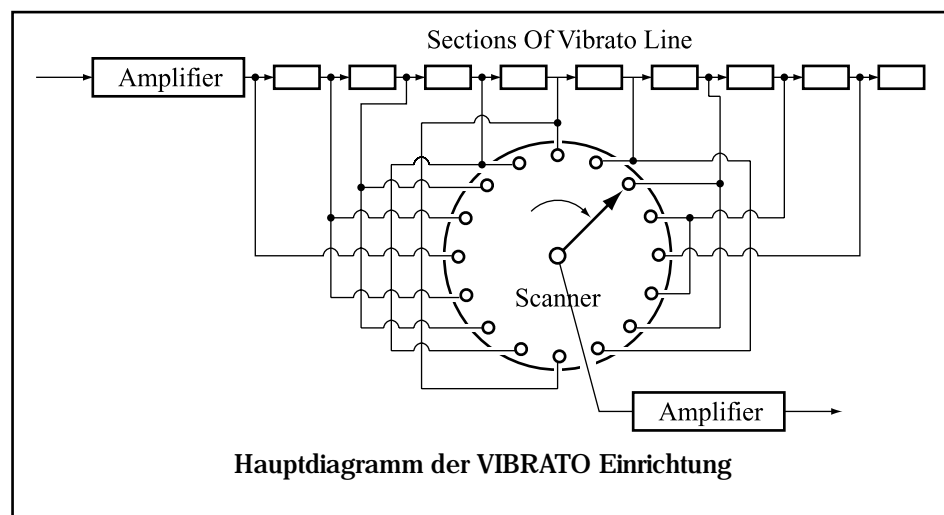 Sections Of Vibrato Line
Amplifier
Scanner
Amplifier
Hauptdiagramm der VIBRATO Einrichtung